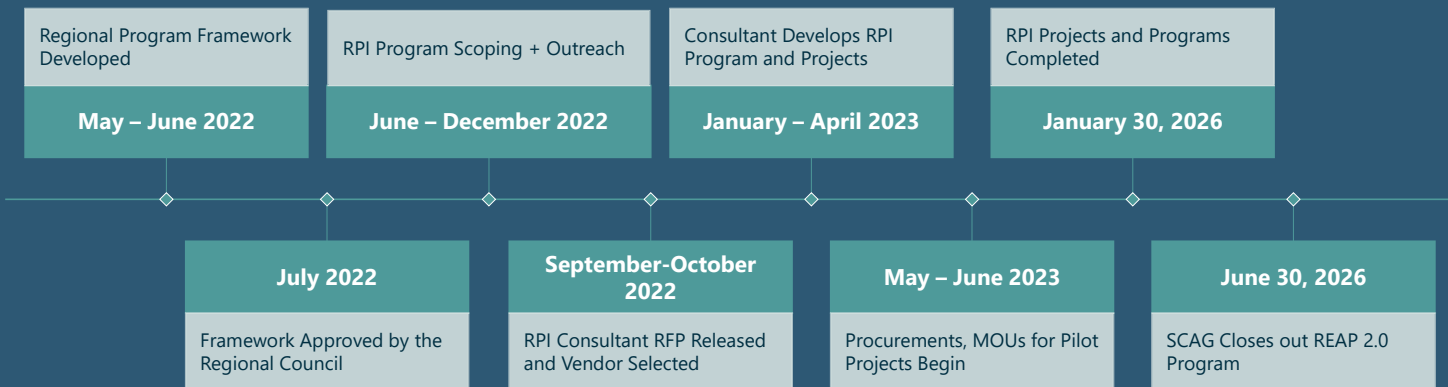 Regional Program Framework
Developed
May – June 2022
RPI Program Scoping + Outreach
June – December 2022
Consultant Develops RPI
Program and Projects
January – April 2023
RPI Projects and Programs
Completed
January 30, 2026
July 2022
Framework Approved by the
Regional Council
September-October
2022
RPI Consultant RFP Released
and Vendor Selected
May – June 2023
Procurements, MOUs for Pilot
Projects Begin
June 30, 2026
SCAG Closes out REAP 2.0
Program